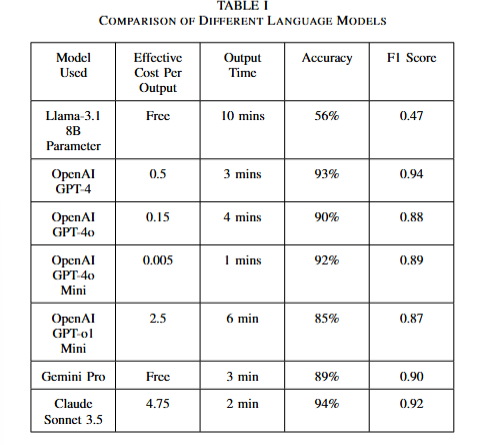 TABLE I
COMPARISON OF DIFFERENT LANGUAGE MODELS
Model Used Effective Cost Per Output Output Time Accuracy F1 Score
Llama-3.1 8B Parameter Free 10 mins 56% 0.47
OpenAI GPT-4 0.5 3 mins 93% 0.94
OpenAI GPT-4o 0.15 4 mins 90% 0.88
OpenAI GPT-4o Mini 0.005 1 mins 92% 0.89
OpenAI GPT-o1 Mini 2.5 6 min 85% 0.87
Gemini Pro Free 3 min 89% 0.90
Claude Sonnet 3.5 4.75 2 min 94% 0.92